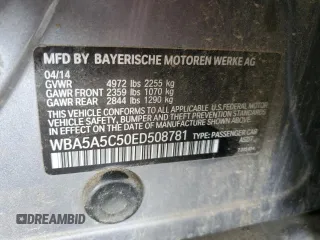 MFD BY BAYERISCHE MOTOREN WERKE AG
04/14
GVWR 4972 lbs 2255 kg
GAWR FRONT 2359 lbs 1070 kg
GAWR REAR 2844 lbs 1290 kg
THIS VEHICLE CONFORMS TO ALL APPLICABLE U.S. FEDERAL MOTOR
VEHICLE SAFETY, BUMPER, AND THEFT PREVENTION STANDARDS
IN EFFECT ON THE DATE OF MANUFACTURE SHOWN ABOVE.
WBA5A5C50ED508781 TYPE: PASSENGER CAR
DREAMBID
DREAMBID